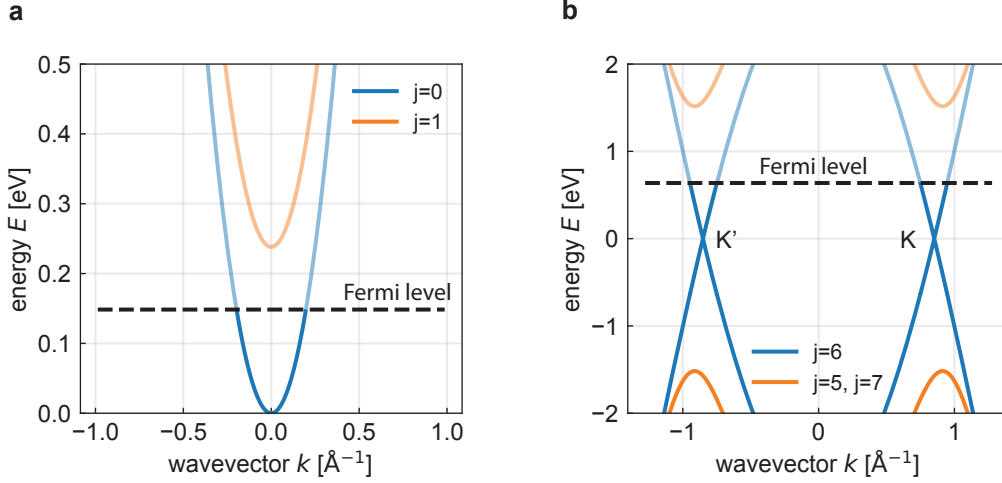 a
0.5
0.4
0.3
0.2
0.1
0.0
energy E [eV]
j=0
j=1
Fermi level
−1.0
−0.5
0.0
0.5
1.0
wavevector k [Å⁻¹]
b
2
1
0
−1
−2
energy E [eV]
Fermi level
K’
K
j=6
j=5, j=7
−1
0
1
wavevector k [Å⁻¹]